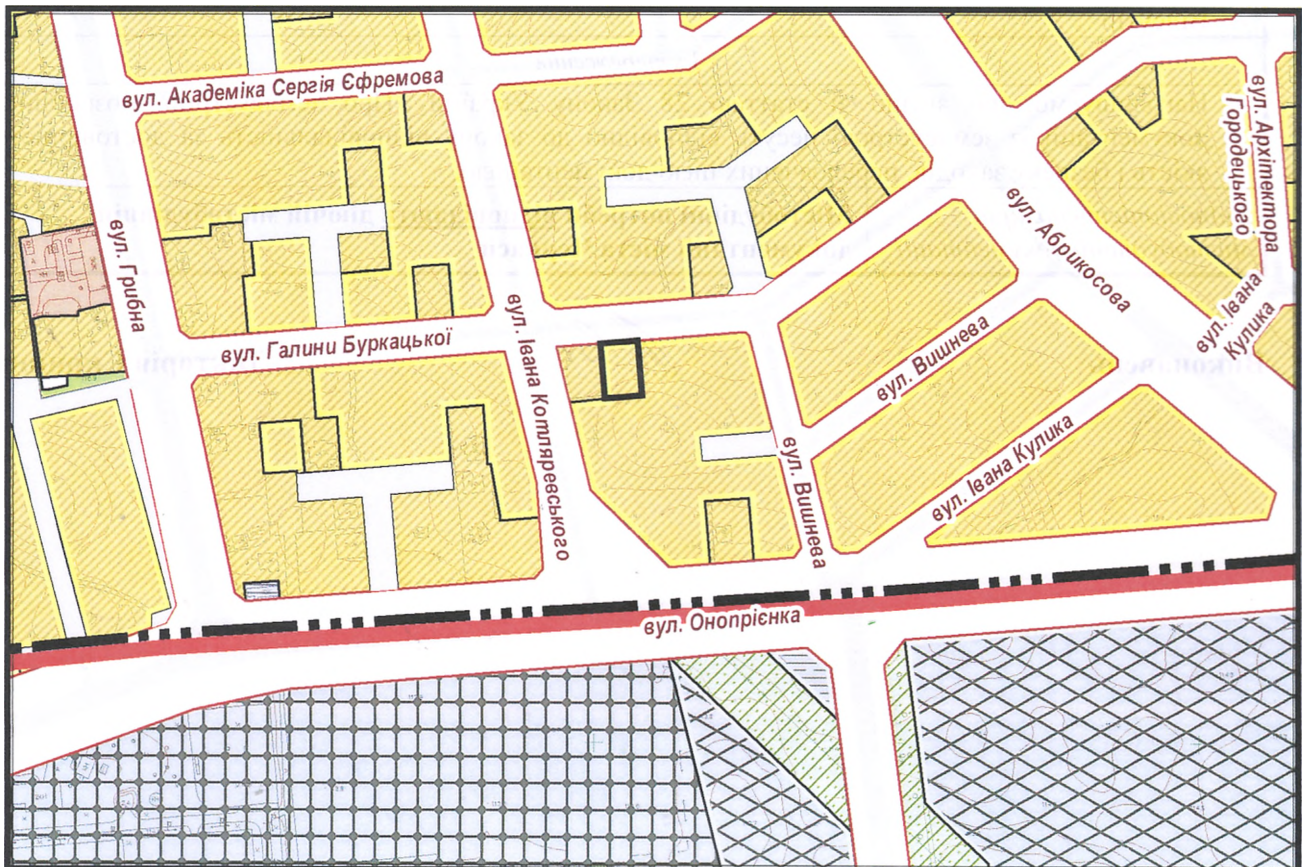 вул. Академіка Сергія Єфремова
вул. Архітектора
Городецького
вул. Грибна
вул. Абрикосова
вул. Галини Буркацької
вул. Івана Котляревського
вул. Вишнева
вул. Івана
Кулика
вул. Вишнева
вул. Івана Кулика
вул. Онопрієнка